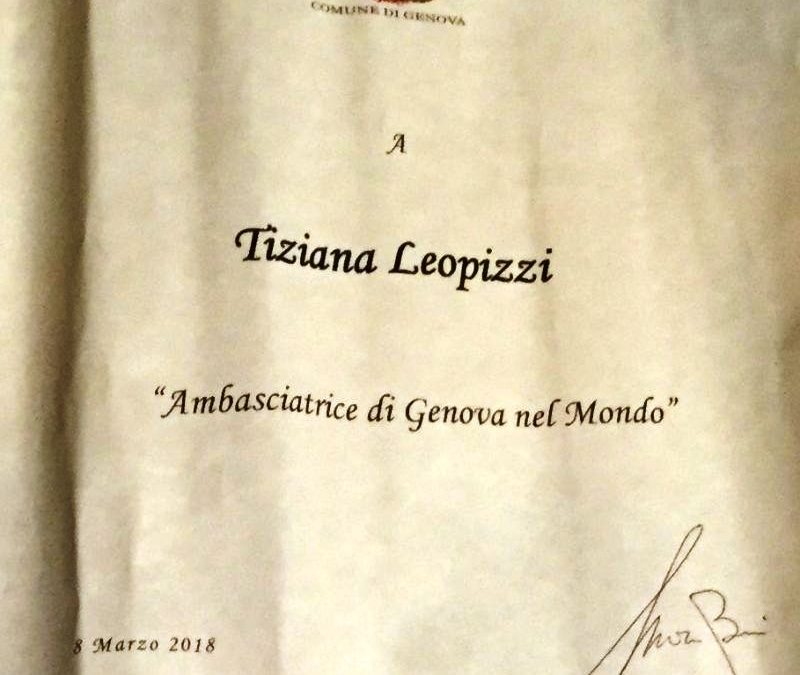 COMUNE DI GENOVA
A
Tiziana Leopizzi
“Ambasciatrice di Genova nel Mondo”
8 Marzo 2018